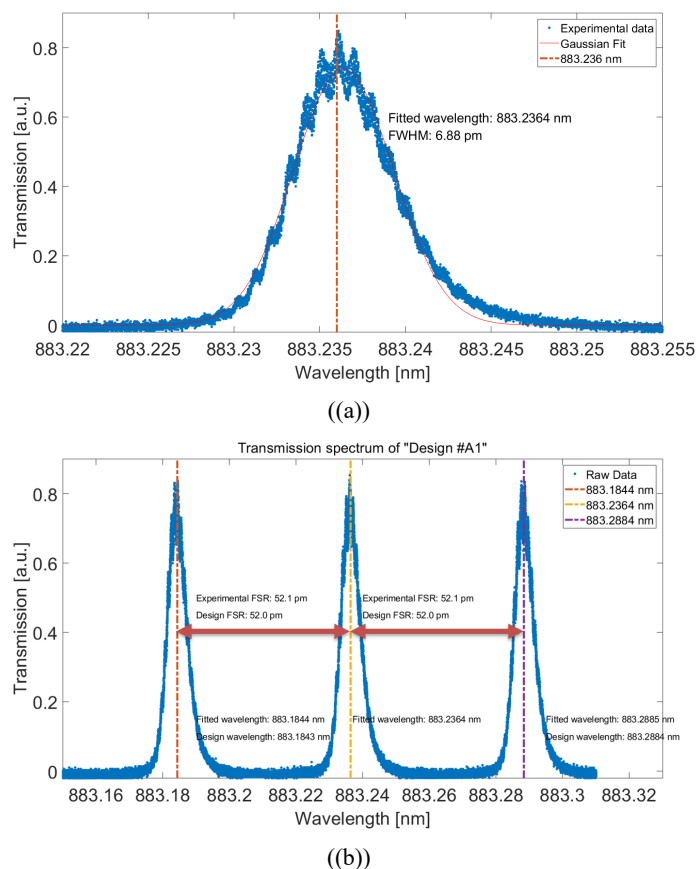 0.8
0.6
0.4
0.2
0
Transmission [a.u.]
Experimental data
Gaussian Fit
883.236 nm
Fitted wavelength: 883.2364 nm
FWHM: 6.88 pm
883.22 883.225 883.23 883.235 883.24 883.245 883.25 883.255
Wavelength [nm]
((a))
Transmission spectrum of "Design #A1"
0.8
0.6
0.4
0.2
0
Transmission [a.u.]
Raw Data
883.1844 nm
883.2364 nm
883.2884 nm
Experimental FSR: 52.1 pm Experimental FSR: 52.1 pm
Design FSR: 52.0 pm Design FSR: 52.0 pm
Fitted wavelength: 883.1844 nm Fitted wavelength: 883.2364 nm Fitted wavelength: 883.2885 nm
Design wavelength: 883.1843 nm Design wavelength: 883.2884 nm
883.16 883.18 883.2 883.22 883.24 883.26 883.28 883.3 883.32
Wavelength [nm]
((b))